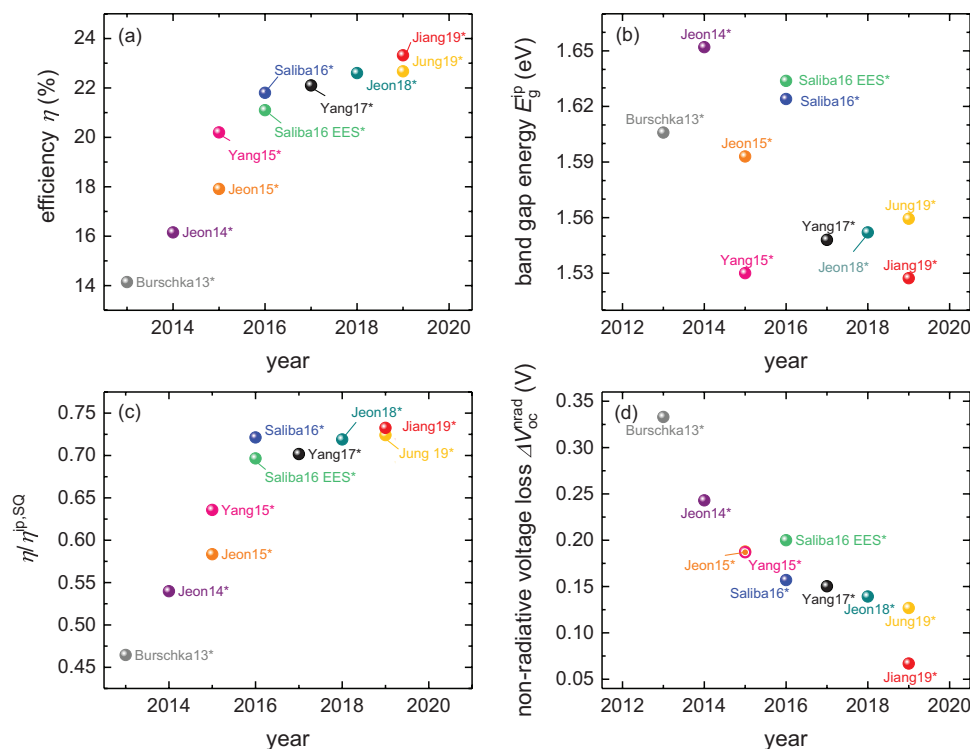 (a)
efficiency η (%)
24
22
20
18
16
14
Jiang19*
Jung19*
Saliba16*
Jeon18*
Yang17*
Saliba16 EES*
Yang15*
Jeon15*
Jeon14*
Burschka13*
2014 2016 2018 2020
year
(b)
band gap energy E_g^ip (eV)
1.65
1.62
1.59
1.56
1.53
Jeon14*
Saliba16 EES*
Saliba16*
Burschka13*
Jeon15*
Jung19*
Yang17*
Jeon18*
Yang15*
Jiang19*
2012 2014 2016 2018 2020
year
(c)
η/η^ip,SQ
0.75
0.70
0.65
0.60
0.55
0.50
0.45
Jeon18*
Saliba16*
Jiang19*
Jung 19*
Yang17*
Saliba16 EES*
Yang15*
Jeon15*
Jeon14*
Burschka13*
2014 2016 2018 2020
year
(d)
non-radiative voltage loss ΔV_oc^nrad (V)
0.35
0.30
0.25
0.20
0.15
0.10
0.05
Burschka13*
Jeon14*
Saliba16 EES*
Jeon15*
Yang15*
Saliba16*
Yang17*
Jeon18*
Jung19*
Jiang19*
2012 2014 2016 2018 2020
year